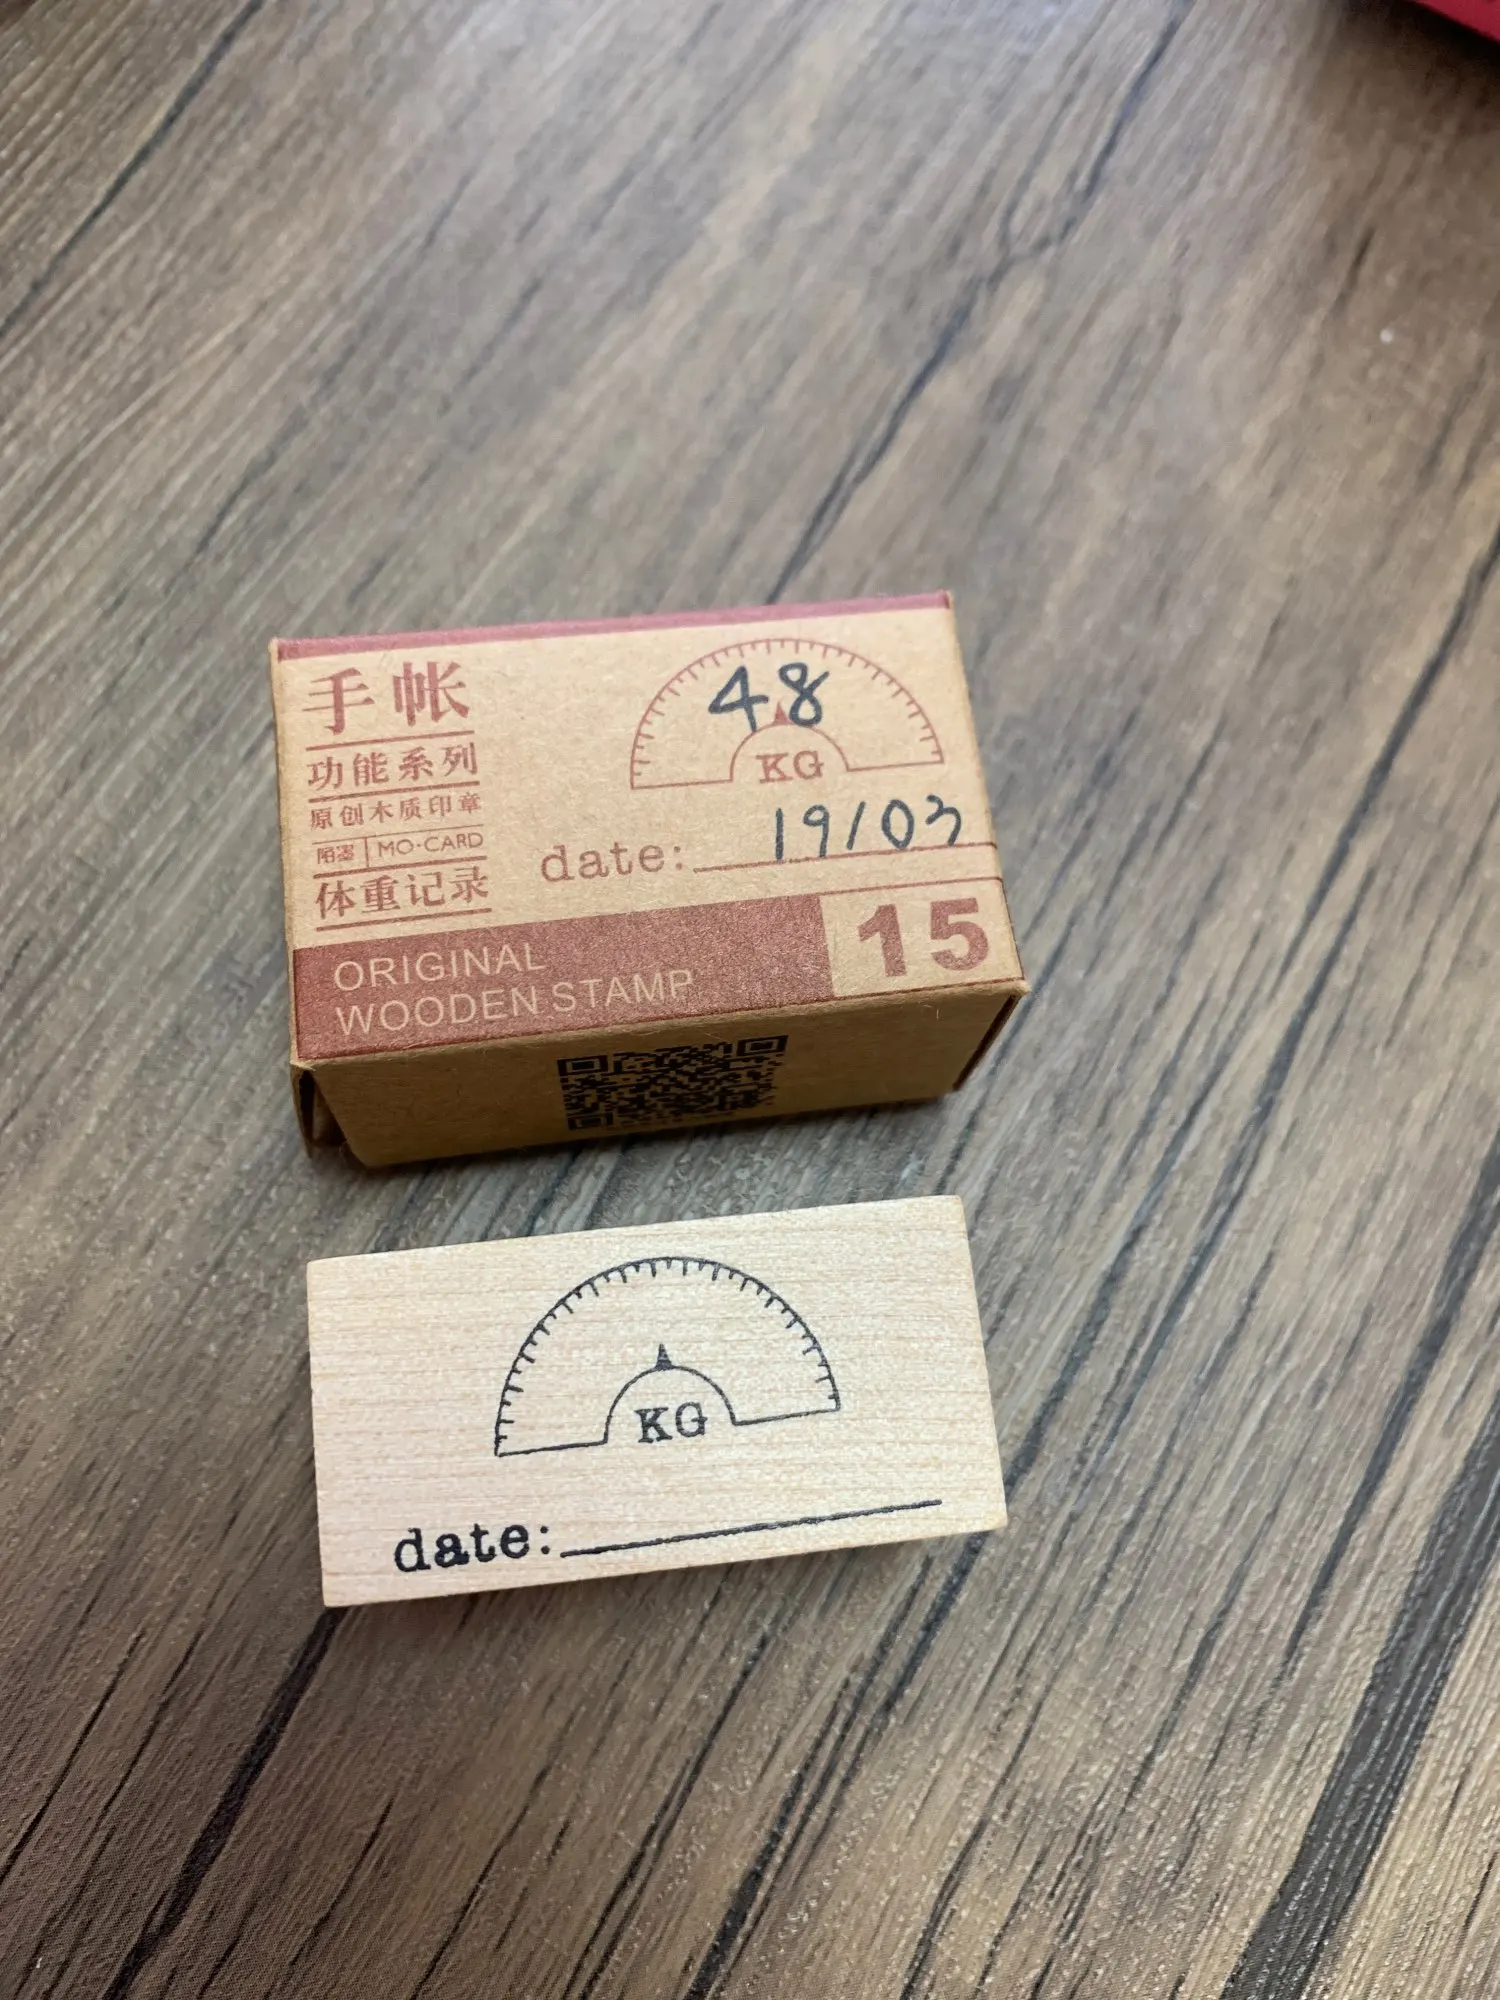 手帐
功能系列
原创木质印章
陌墨 MO·CARD
体重记录
48
KG
date: 19/03
ORIGINAL
WOODEN STAMP
15
KG
date: